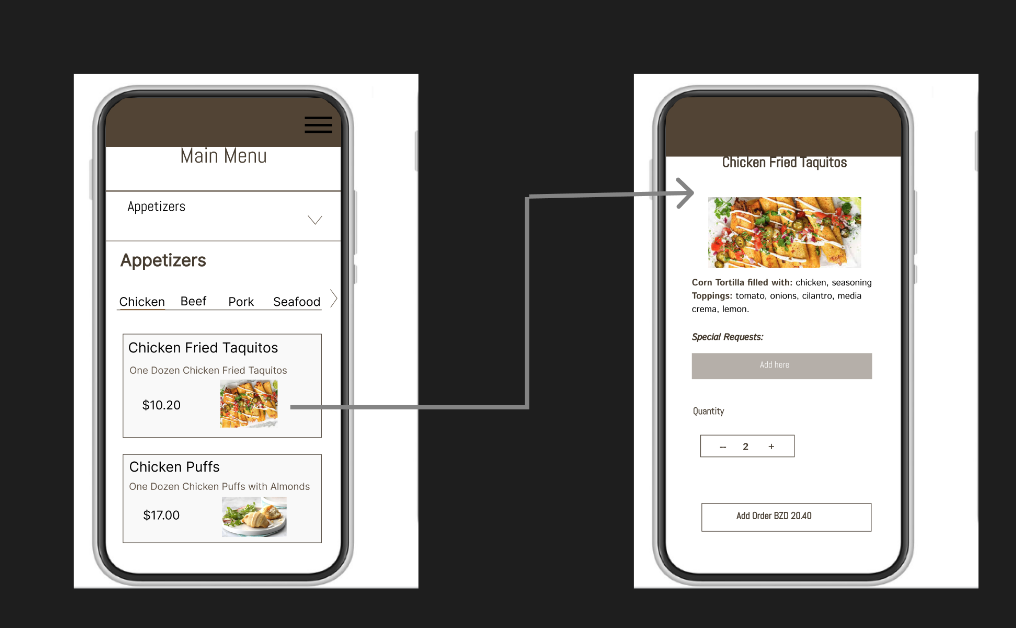 Main Menu
Appetizers
Appetizers
Chicken Beef Pork Seafood
Chicken Fried Taquitos
One Dozen Chicken Fried Taquitos
$10.20
Chicken Puffs
One Dozen Chicken Puffs with Almonds
$17.00
Chicken Fried Taquitos
Corn Tortilla filled with: chicken, seasoning
Toppings: tomato, onions, cilantro, media
crema, lemon.
Special Requests:
Add here
Quantity
– 2 +
Add Order BZD 20.40